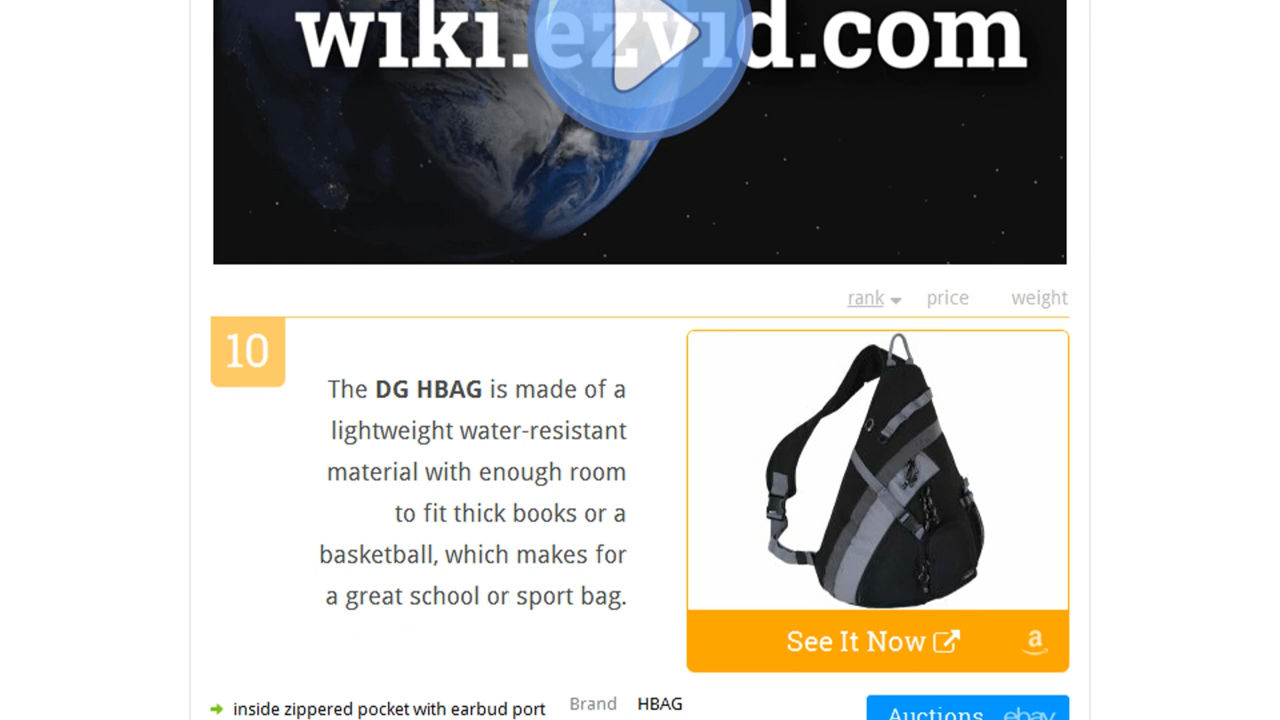 wiki.ezvid.com
rank price weight
10
The DG HBAG is made of a
lightweight water-resistant
material with enough room
to fit thick books or a
basketball, which makes for
a great school or sport bag.
See It Now a
inside zippered pocket with earbud port
Brand HBAG
Auctions ebay